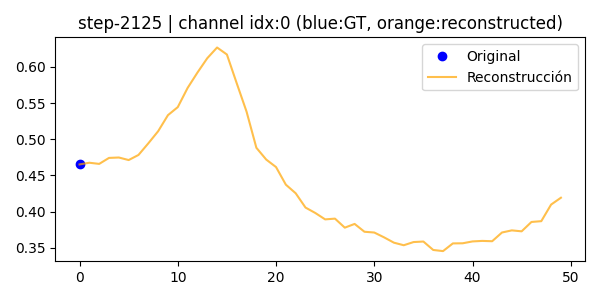 step-2125 | channel idx:0 (blue:GT, orange:reconstructed)
Original
Reconstrucción
0.60
0.55
0.50
0.45
0.40
0.35
0 10 20 30 40 50